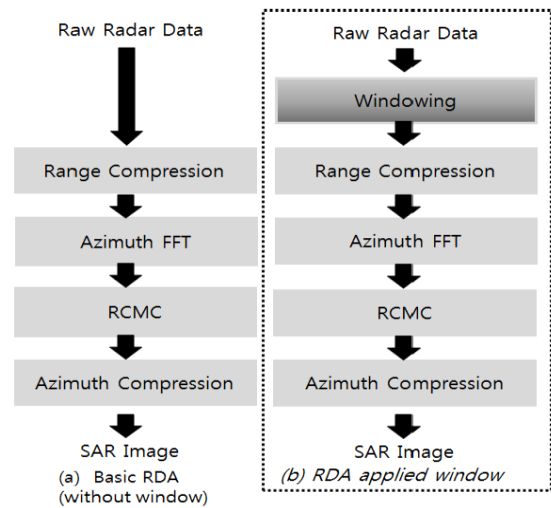 Raw Radar Data
Range Compression
Azimuth FFT
RCMC
Azimuth Compression
SAR Image
(a) Basic RDA
(without window)
Raw Radar Data
Windowing
Range Compression
Azimuth FFT
RCMC
Azimuth Compression
SAR Image
(b) RDA applied window